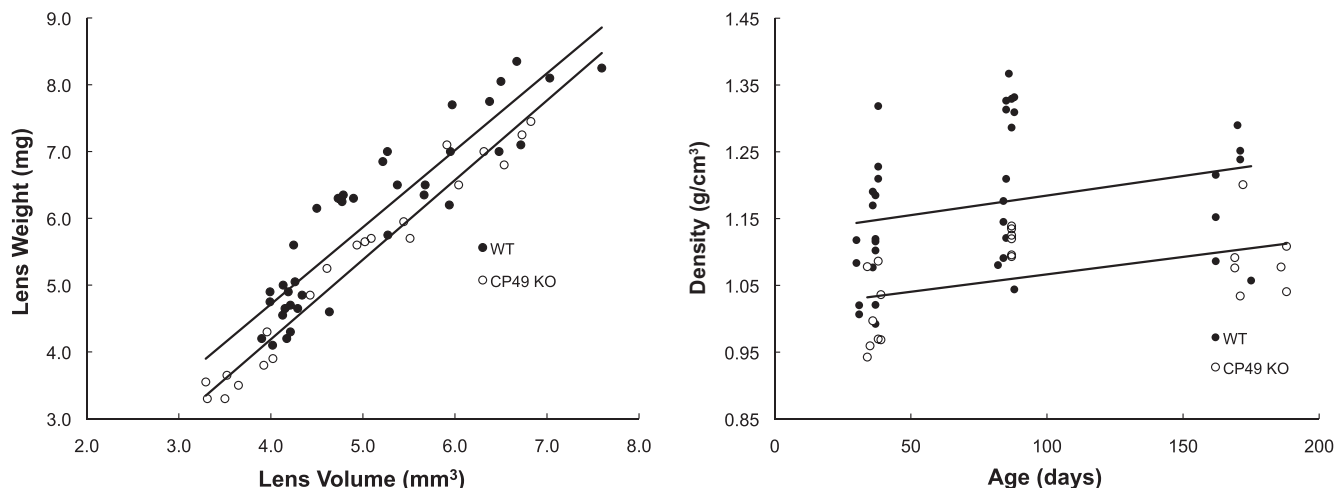 9.0
8.0
7.0
6.0
5.0
4.0
3.0
2.0 3.0 4.0 5.0 6.0 7.0 8.0
Lens Weight (mg)
Lens Volume (mm³)
WT
CP49 KO
1.45
1.35
1.25
1.15
1.05
0.95
0.85
0 50 100 150 200
Density (g/cm³)
Age (days)
WT
CP49 KO